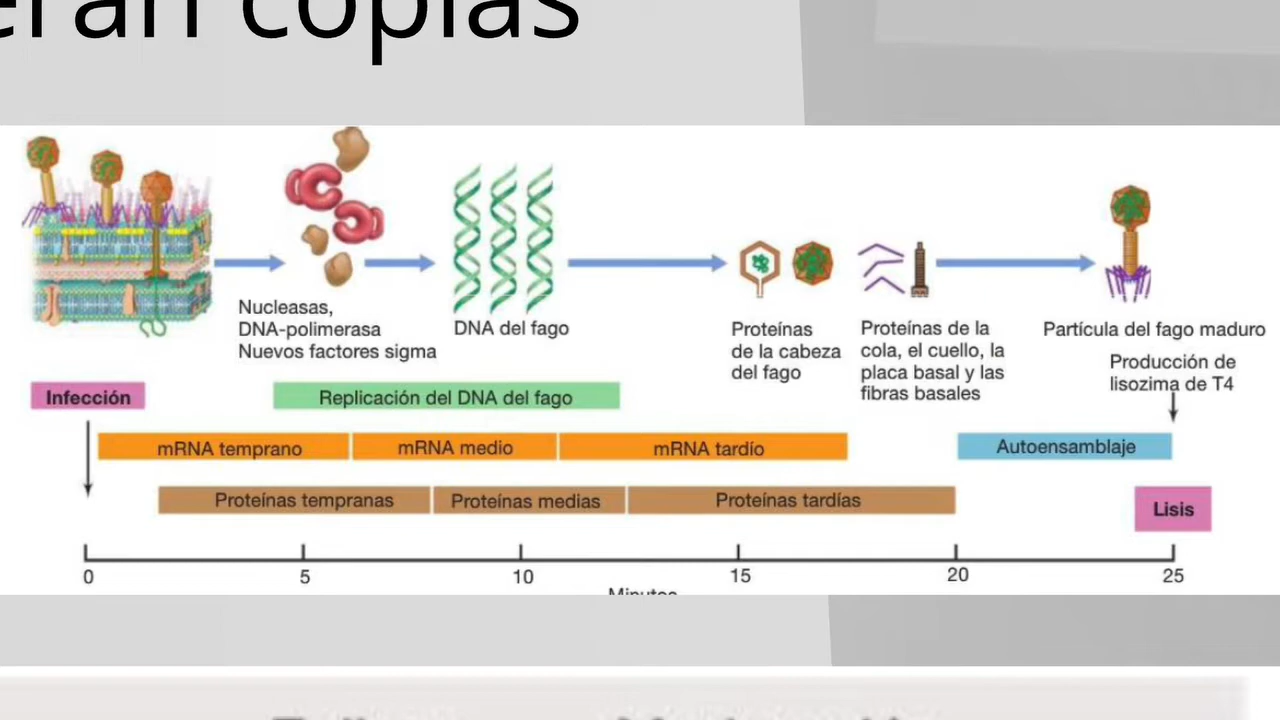 erán copias
Nucleasas,
DNA-polimerasa
Nuevos factores sigma
DNA del fago
Proteínas
de la cabeza
del fago
Proteínas de la
cola, el cuello, la
placa basal y las
fibras basales
Partícula del fago maduro
Producción de
lisozima de T4
Infección
Replicación del DNA del fago
mRNA temprano
mRNA medio
mRNA tardío
Autoensamblaje
Proteínas tempranas
Proteínas medias
Proteínas tardías
Lisis
0
5
10
15
20
25
Minutos